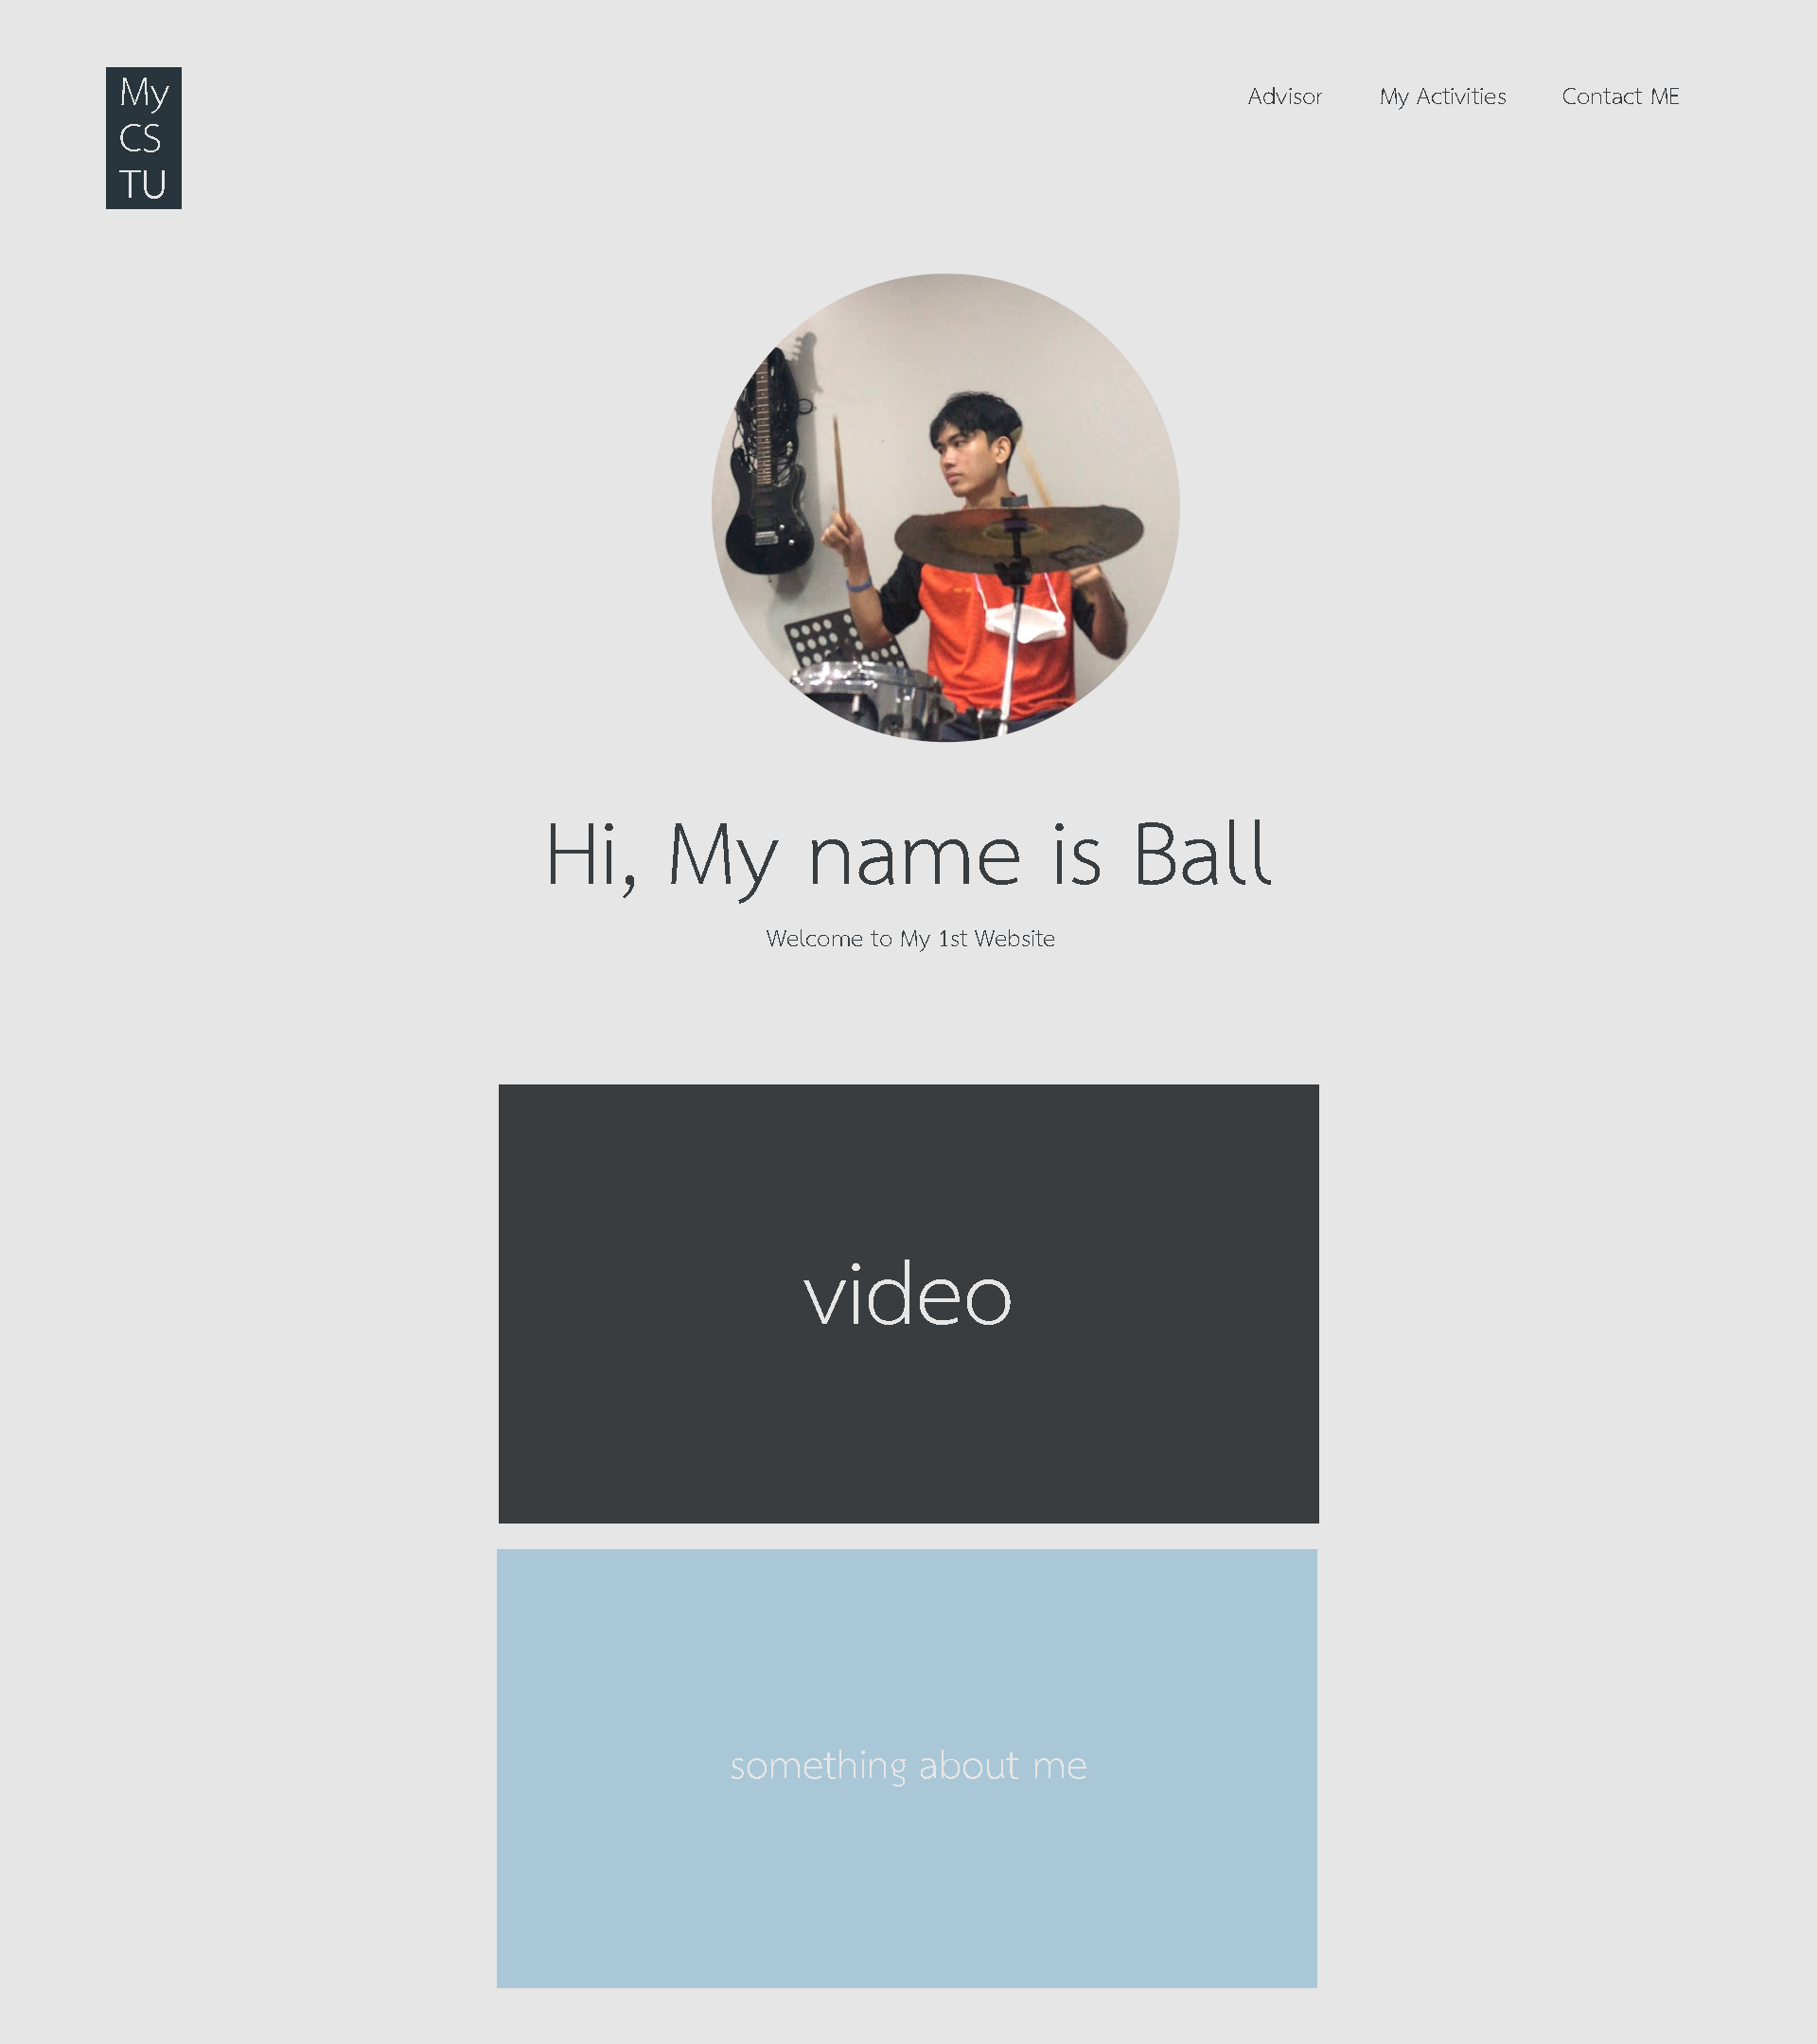 My
CS
TU
Advisor
My Activities
Contact ME
Hi, My name is Ball
Welcome to My 1st Website
video
something about me